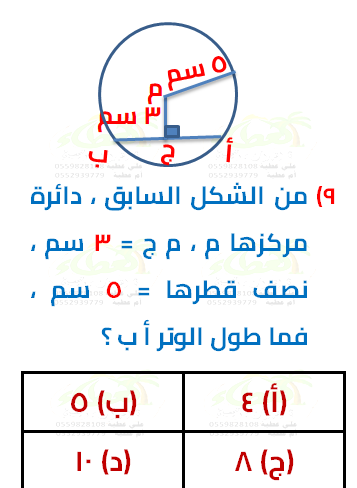 ٥ سم
م
٣ سم
ب
ج
أ
٩) من الشكل السابق ، دائرة
مركزها م ، م ج = ٣ سم ،
نصف قطرها = ٥ سم ،
فما طول الوتر أ ب ؟
(أ) ٤
(ب) ٥
(ج) ٨
(د) ١٠